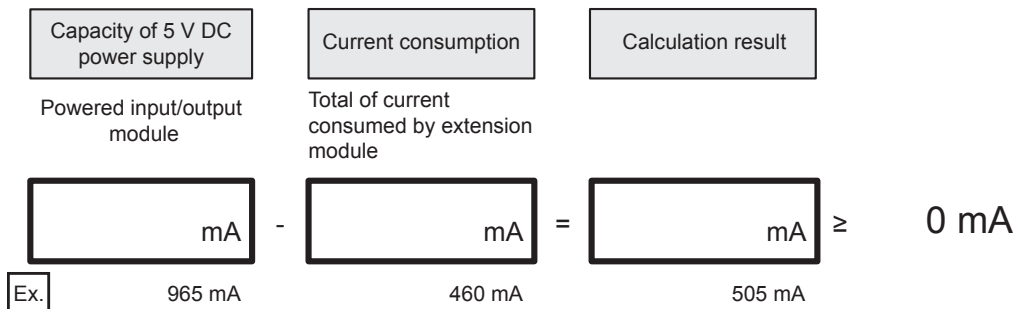 Capacity of 5 V DC
power supply
Current consumption
Calculation result
Powered input/output
module
Total of current
consumed by extension
module
mA - mA = mA ≥ 0 mA
Ex. 965 mA 460 mA 505 mA